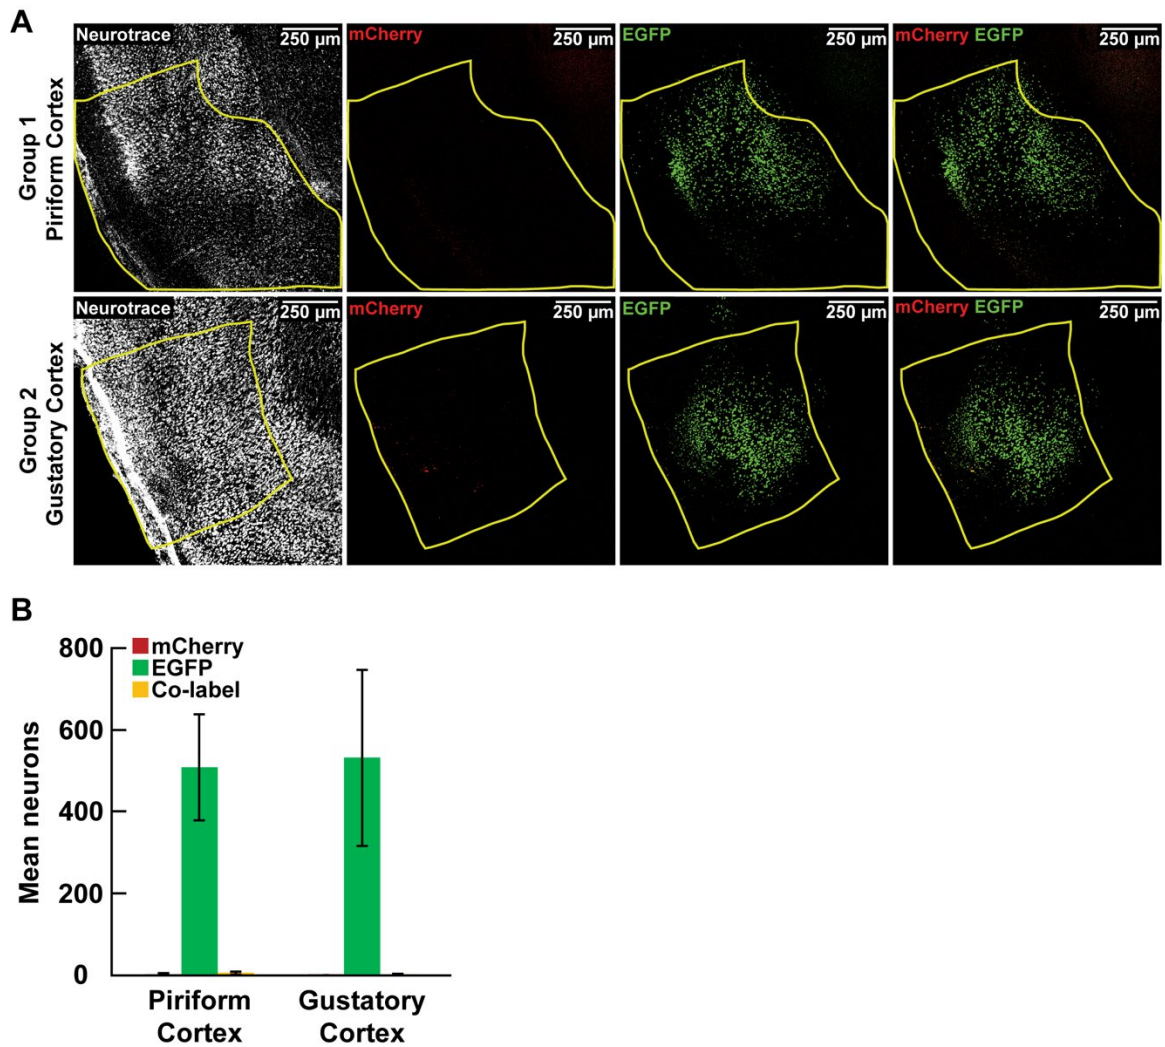 A
Neurotrace
250 µm
mCherry
250 µm
EGFP
250 µm
mCherry EGFP
250 µm
Group 1
Piriform Cortex
Neurotrace
250 µm
mCherry
250 µm
EGFP
250 µm
mCherry EGFP
250 µm
Group 2
Gustatory Cortex
B
mCherry
EGFP
Co-label
Mean neurons
800
600
400
200
0
Piriform
Cortex
Gustatory
Cortex